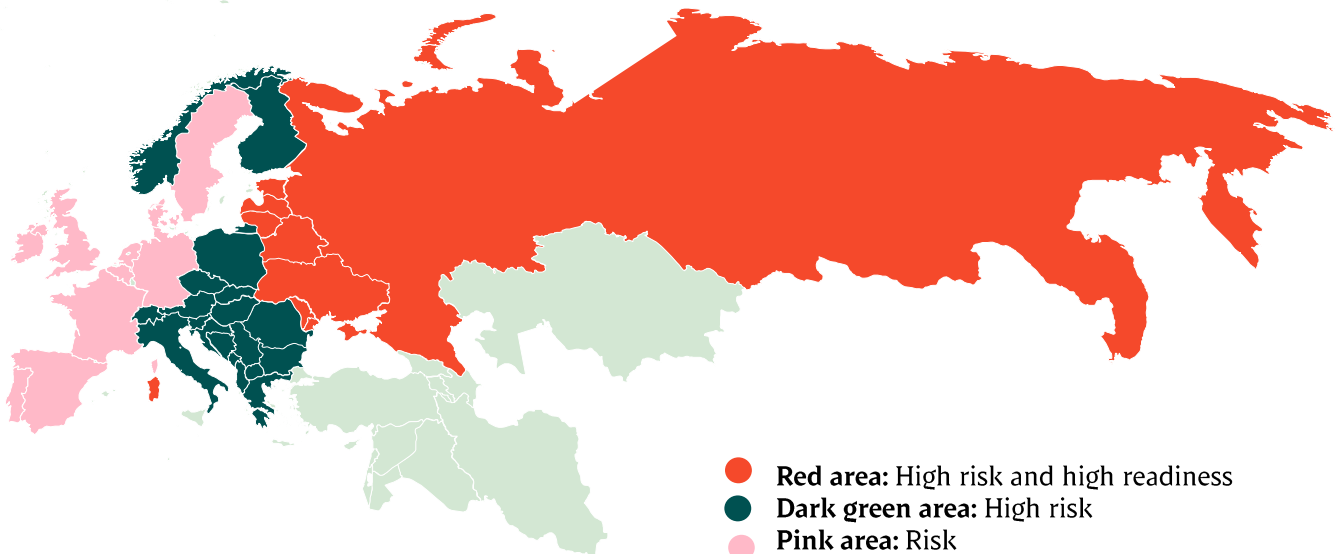 Red area: High risk and high readiness
Dark green area: High risk
Pink area: Risk